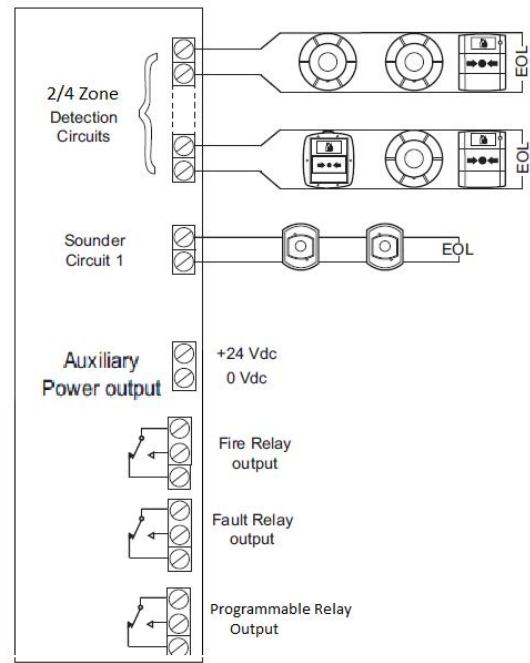 EOL
2/4 Zone
Detection
Circuits
EOL
Sounder
Circuit 1
EOL
Auxiliary
Power output
+24 Vdc
0 Vdc
Fire Relay
output
Fault Relay
output
Programmable Relay
Output